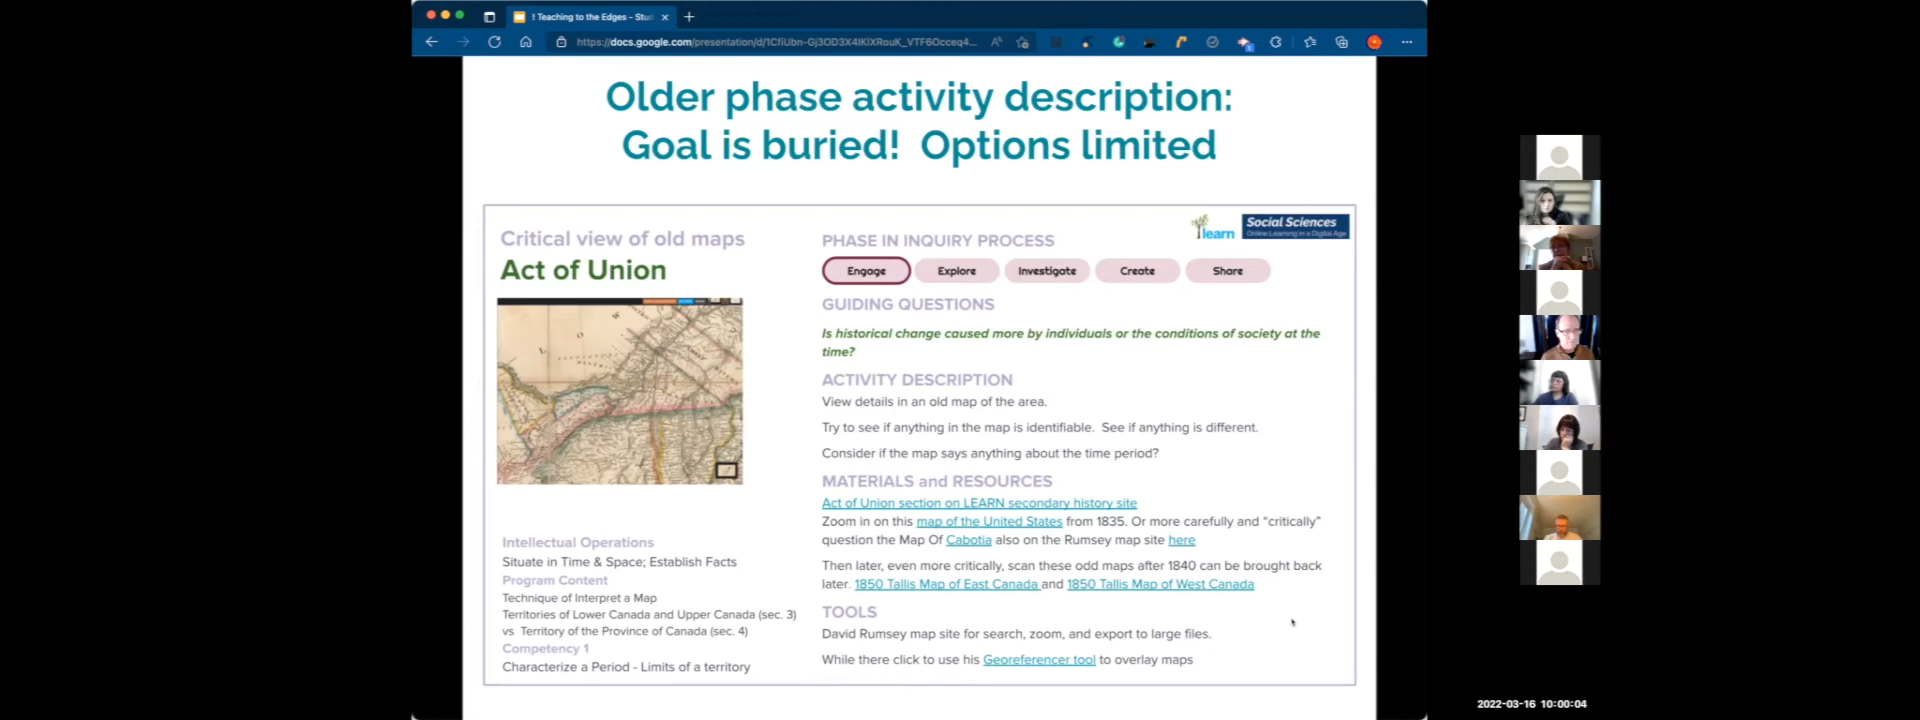 ! Teaching to the Edges - Stu
https://docs.google.com/presentation/d/
Older phase activity description:
Goal is buried! Options limited
Critical view of old maps
Act of Union
Intellectual Operations
Situate in Time & Space; Establish Facts
Program Content
Technique of Interpret a Map
Territories of Lower Canada and Upper Canada (sec. 3)
vs Territory of the Province of Canada (sec. 4)
Competency 1
Characterize a Period - Limits of a territory
learn
Social Sciences
Online Learning in a Digital Age
PHASE IN INQUIRY PROCESS
Engage Explore Investigate Create Share
GUIDING QUESTIONS
Is historical change caused more by individuals or the conditions of society at the
time?
ACTIVITY DESCRIPTION
View details in an old map of the area.
Try to see if anything in the map is identifiable. See if anything is different.
Consider if the map says anything about the time period?
MATERIALS and RESOURCES
Act of Union section on LEARN secondary history site
Zoom in on this map of the United States from 1835. Or more carefully and “critically”
question the Map Of Cabotia also on the Rumsey map site here
Then later, even more critically, scan these odd maps after 1840 can be brought back
later. 1850 Tallis Map of East Canada and 1850 Tallis Map of West Canada
TOOLS
David Rumsey map site for search, zoom, and export to large files.
While there click to use his Georeferencer tool to overlay maps
2022-03-16 10:00:04